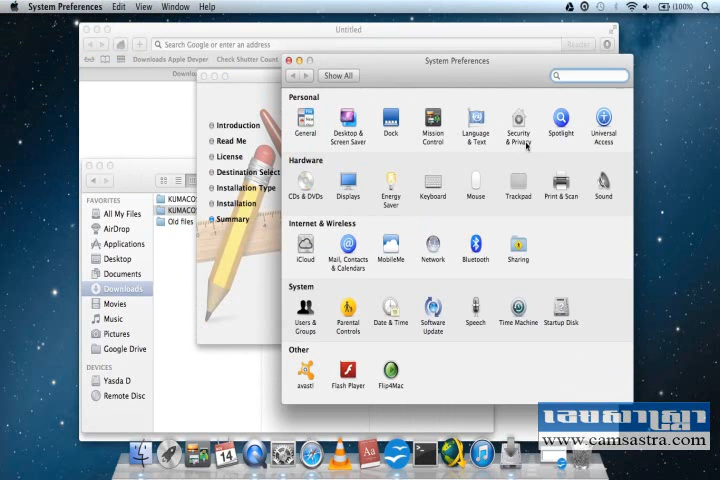 System Preferences Edit View Window Help
(100%)
Untitled
Search Google or enter an address
Reader
Downloads Apple Devper Check Shutter Count
System Preferences
Show All
Personal
General
Desktop & Screen Saver
Dock
Mission Control
Language & Text
Security & Privacy
Spotlight
Universal Access
Hardware
CDs & DVDs
Displays
Energy Saver
Keyboard
Mouse
Trackpad
Print & Scan
Sound
Internet & Wireless
iCloud
Mail, Contacts & Calendars
MobileMe
Network
Bluetooth
Sharing
System
Users & Groups
Parental Controls
Date & Time
Software Update
Speech
Time Machine
Startup Disk
Other
avast!
Flash Player
Flip4Mac
Introduction
Read Me
License
Destination Select
Installation Type
Installation
Summary
FAVORITES
All My Files
AirDrop
Applications
Desktop
Documents
Downloads
Movies
Music
Pictures
Google Drive
DEVICES
Yasda D
Remote Disc
Old files
14
Aa
www.camsastra.com